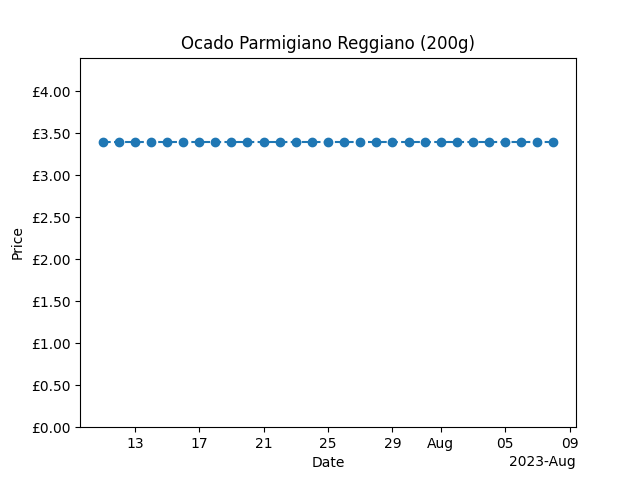 Ocado Parmigiano Reggiano (200g)
£4.00
£3.50
£3.00
£2.50
£2.00
£1.50
£1.00
£0.50
£0.00
Price
13 17 21 25 29 Aug 05 09
Date
2023-Aug